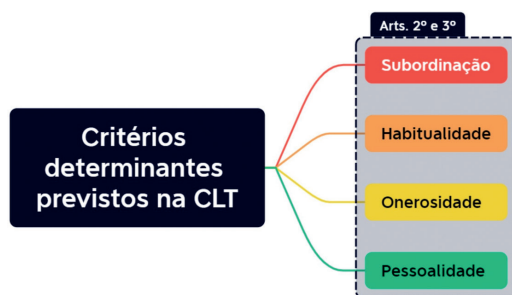 Arts. 2º e 3º
Subordinação
Critérios
determinantes
previstos na CLT
Habitualidade
Onerosidade
Pessoalidade